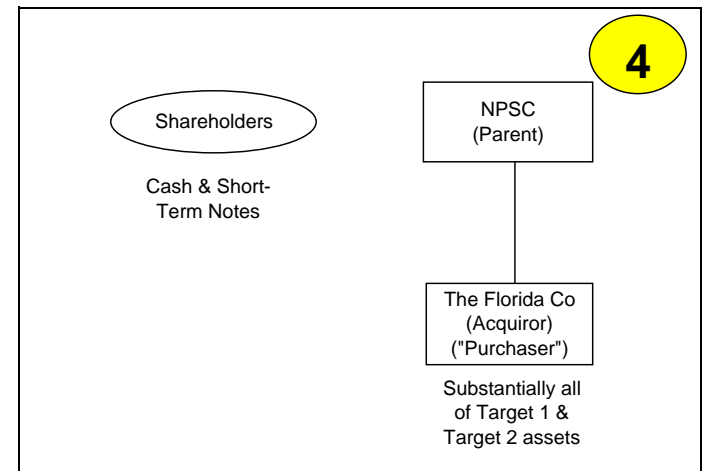 4
Shareholders
Cash & Short-
Term Notes
NPSC
(Parent)
The Florida Co
(Acquiror)
("Purchaser")
Substantially all
of Target 1 &
Target 2 assets